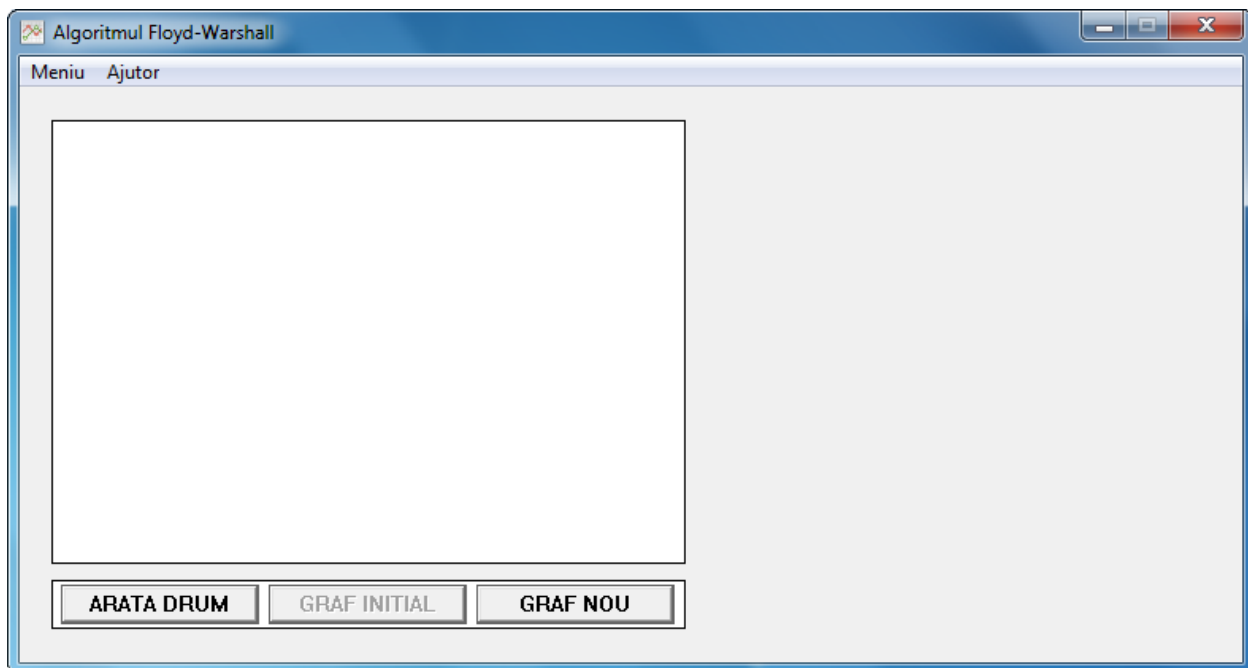 Algoritmul Floyd-Warshall
Meniu Ajutor
ARATA DRUM GRAF INITIAL GRAF NOU